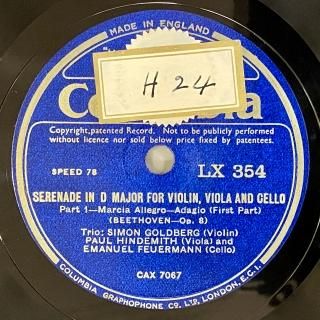 MADE IN ENGLAND
H 24
Columbia
Copyright,patented Record. Not to be publicly performed
without licence nor sold below price fixed by patentees.
SPEED 78
LX 354
SERENADE IN D MAJOR FOR VIOLIN, VIOLA AND CELLO
Part 1—Marcia Allegro—Adagio (First Part)
(BEETHOVEN—Op. 8)
Trio: SIMON GOLDBERG (Violin)
PAUL HINDEMITH (Viola) and
EMANUEL FEUERMANN (Cello)
CAX 7067
COLUMBIA GRAPHOPHONE CO. LTD. LONDON, E.C.1.